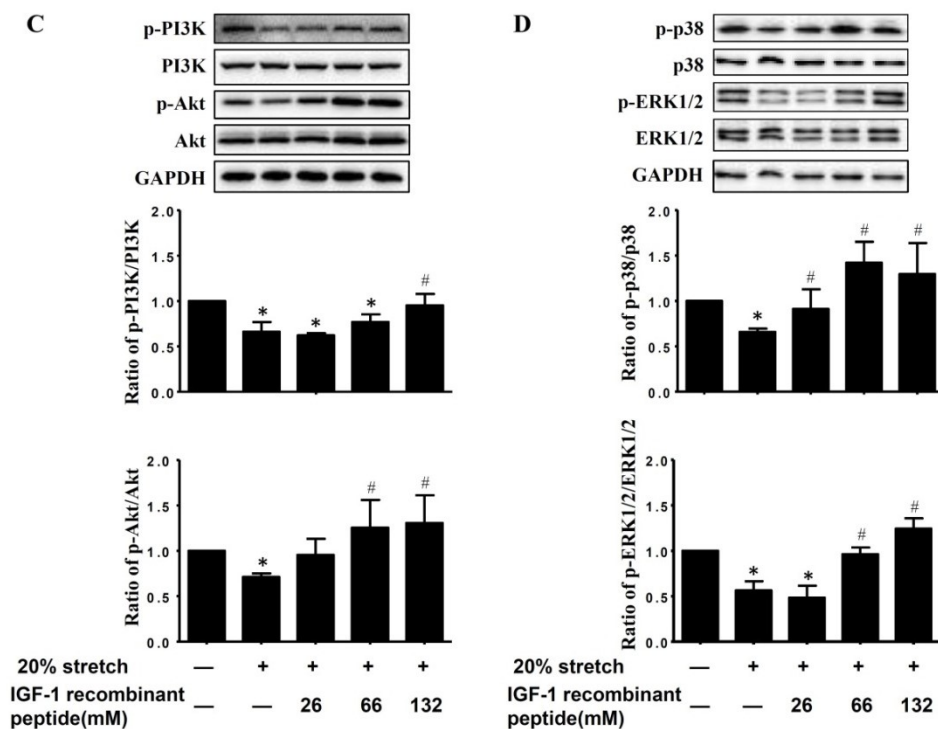 C
p-PI3K
PI3K
p-Akt
Akt
GAPDH
Ratio of p-PI3K/PI3K
2.0
1.5
1.0
0.5
0.0
* * * #
Ratio of p-Akt/Akt
2.0
1.5
1.0
0.5
0.0
* # #
20% stretch — + + + +
IGF-1 recombinant
peptide(mM) — — 26 66 132
D
p-p38
p38
p-ERK1/2
ERK1/2
GAPDH
Ratio of p-p38/p38
2.0
1.5
1.0
0.5
0.0
* # # #
Ratio of p-ERK1/2/ERK1/2
2.0
1.5
1.0
0.5
0.0
* * # #
20% stretch — + + + +
IGF-1 recombinant
peptide(mM) — — 26 66 132